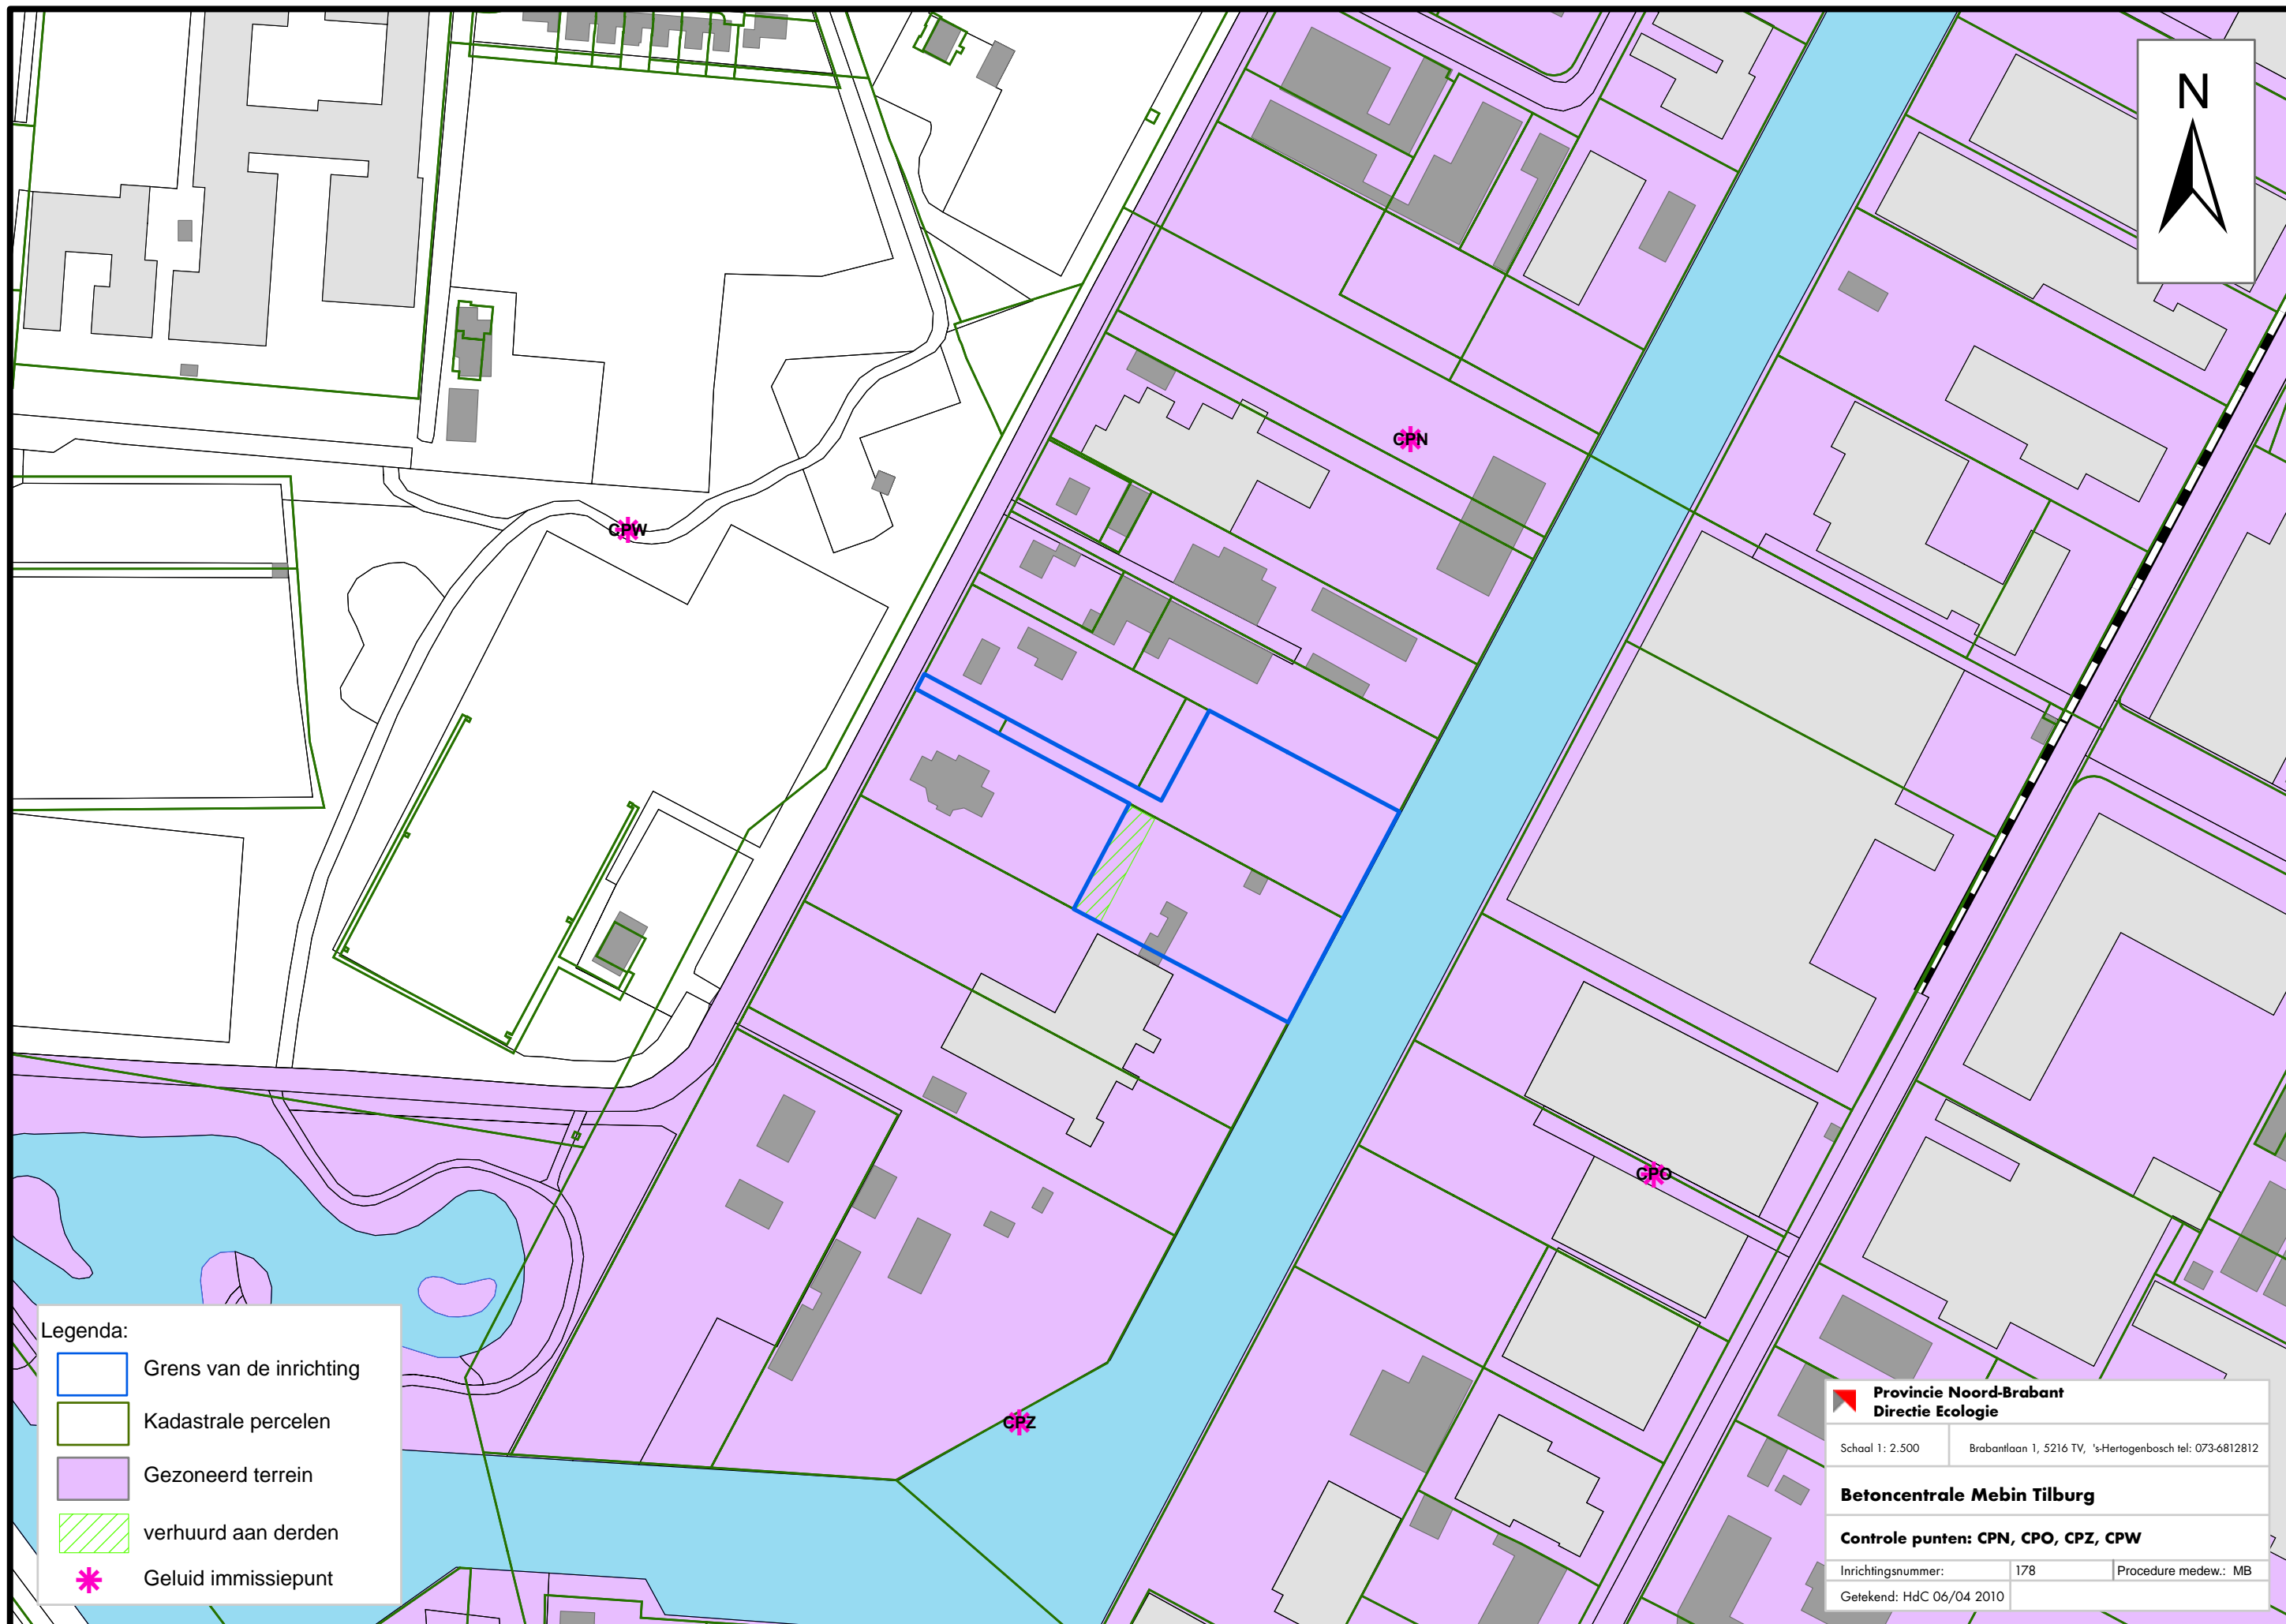 N
CPN
CPW
CPO
CPZ
Legenda:
Grens van de inrichting
Kadastrale percelen
Gezoneerd terrein
verhuurd aan derden
Geluid immissiepunt
Provincie Noord-Brabant
Directie Ecologie
Schaal 1: 2.500 Brabantlaan 1, 5216 TV, 's-Hertogenbosch tel: 073-6812812
Betoncentrale Mebin Tilburg
Controle punten: CPN, CPO, CPZ, CPW
Inrichtingsnummer: 178 Procedure medew.: MB
Getekend: HdC 06/04 2010